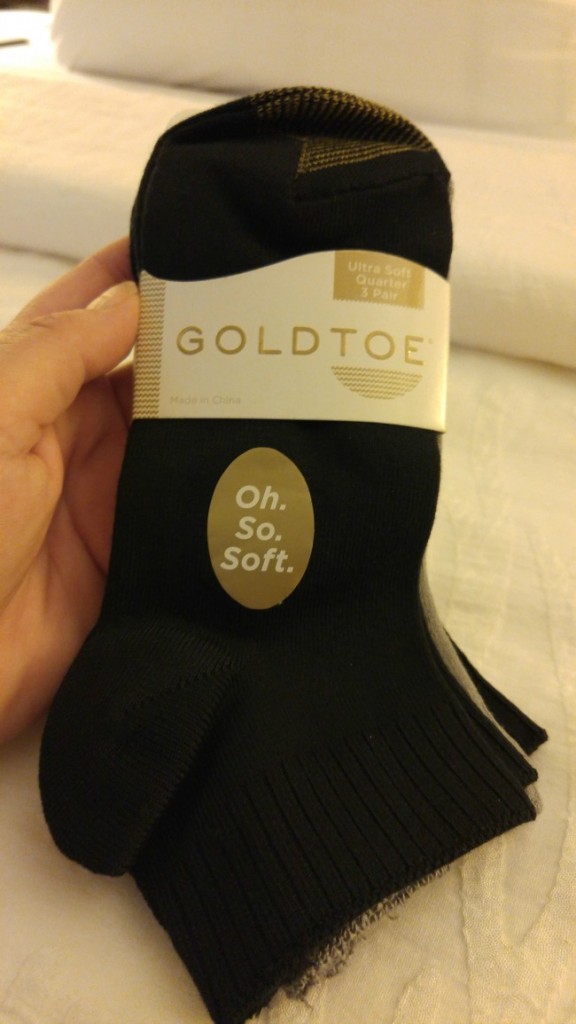 Ultra Soft
Quarter
3 Pair
GOLDTOE
Made in China
Oh.
So.
Soft.